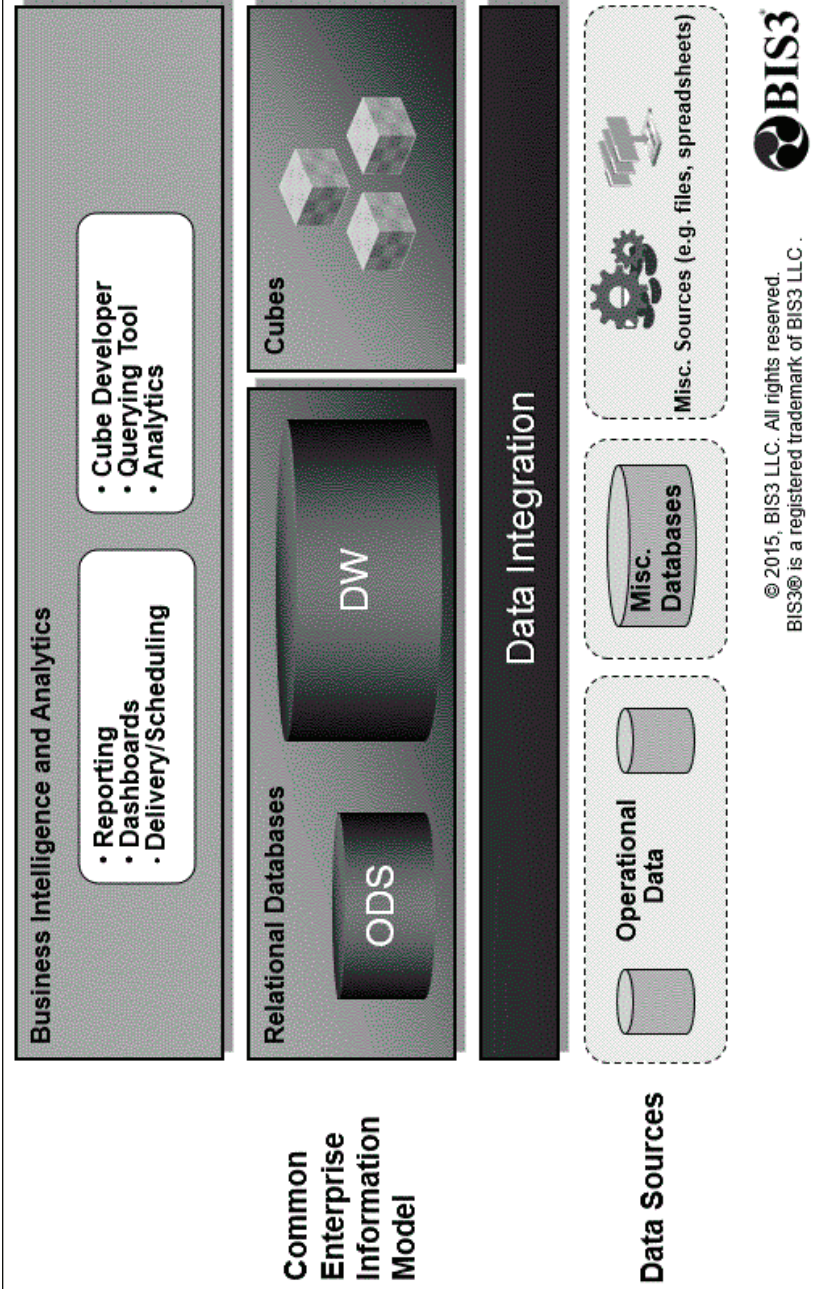 Business Intelligence and Analytics
• Reporting
• Dashboards
• Delivery/Scheduling
• Cube Developer
• Querying Tool
• Analytics
Common
Enterprise
Information
Model
Relational Databases
ODS
DW
Cubes
Data Integration
Data Sources
Operational
Data
Misc.
Databases
Misc. Sources (e.g. files, spreadsheets)
© 2015, BIS3 LLC. All rights reserved.
BIS3® is a registered trademark of BIS3 LLC .
BIS3